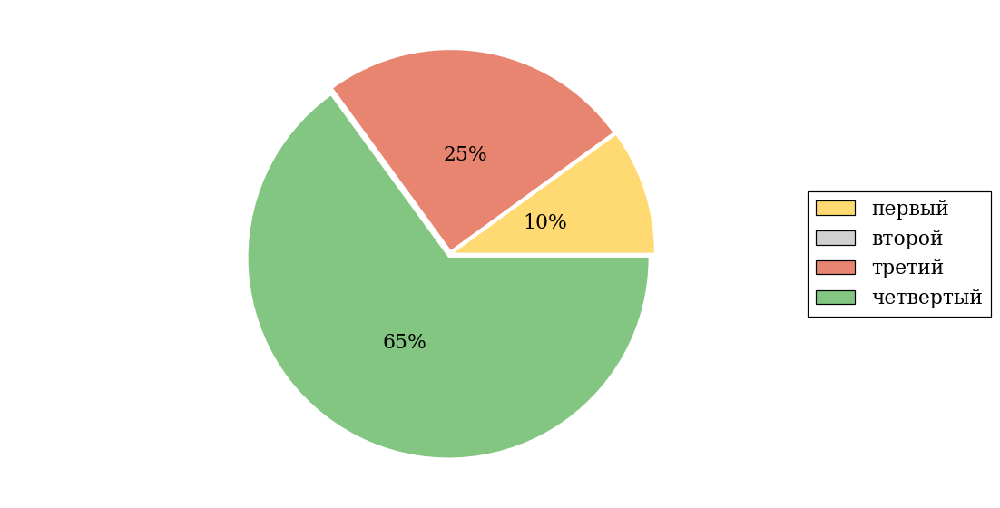 25%
10%
65%
первый
второй
третий
четвертый